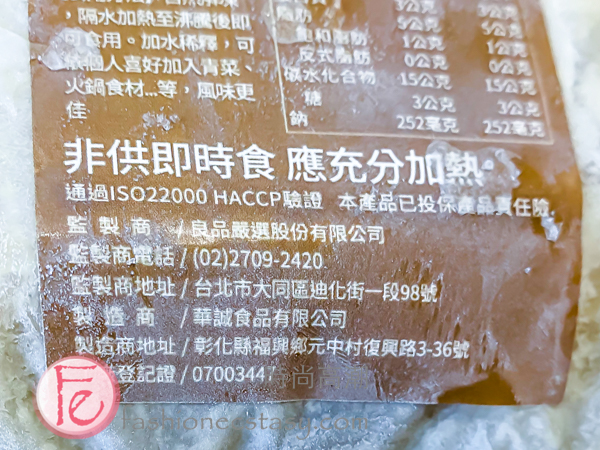 ，隔水加熱至沸騰後即
可食用。加水稀釋，可
依個人喜好加入青菜、
火鍋食材...等，風味更
佳
3公克 3公克
脂肪 5公克 5公克
飽和脂肪 1公克 1公克
反式脂肪 0公克 0公克
碳水化合物 15公克 15公克
糖 3公克 3公克
鈉 252毫克 252毫克
非供即時食 應充分加熱
通過ISO22000 HACCP驗證 本產品已投保產品責任險
監製商 / 良品嚴選股份有限公司
監製商電話 / (02)2709-2420
監製商地址 / 台北市大同區迪化街一段98號
製造商 / 華誠食品有限公司
製造商地址 / 彰化縣福興鄉元中村復興路3-36號
登記證 / 07003447